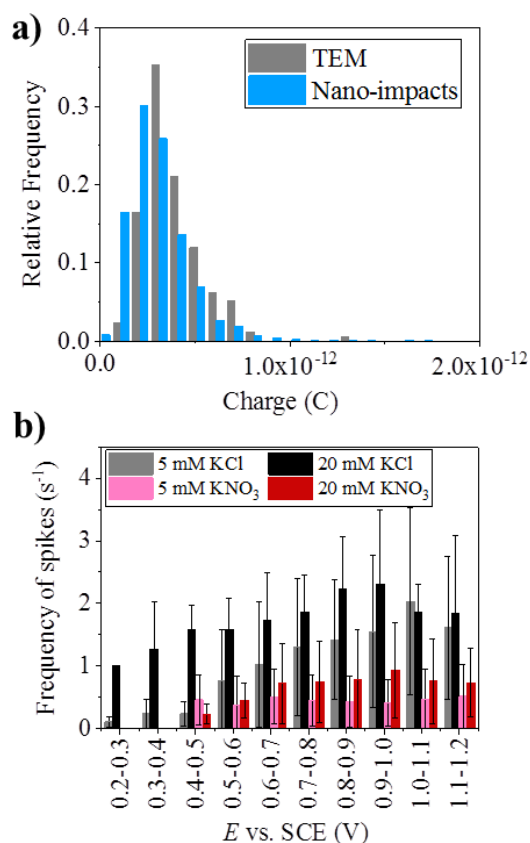 a)
0.4
TEM
Nano-impacts
0.3
0.2
0.1
0.0
Relative Frequency
0.0 1.0x10⁻¹² 2.0x10⁻¹²
Charge (C)
b)
5 mM KCl 20 mM KCl
5 mM KNO₃ 20 mM KNO₃
4
3
2
1
0
Frequency of spikes (s⁻¹)
0.2-0.3
0.3-0.4
0.4-0.5
0.5-0.6
0.6-0.7
0.7-0.8
0.8-0.9
0.9-1.0
1.0-1.1
1.1-1.2
E vs. SCE (V)